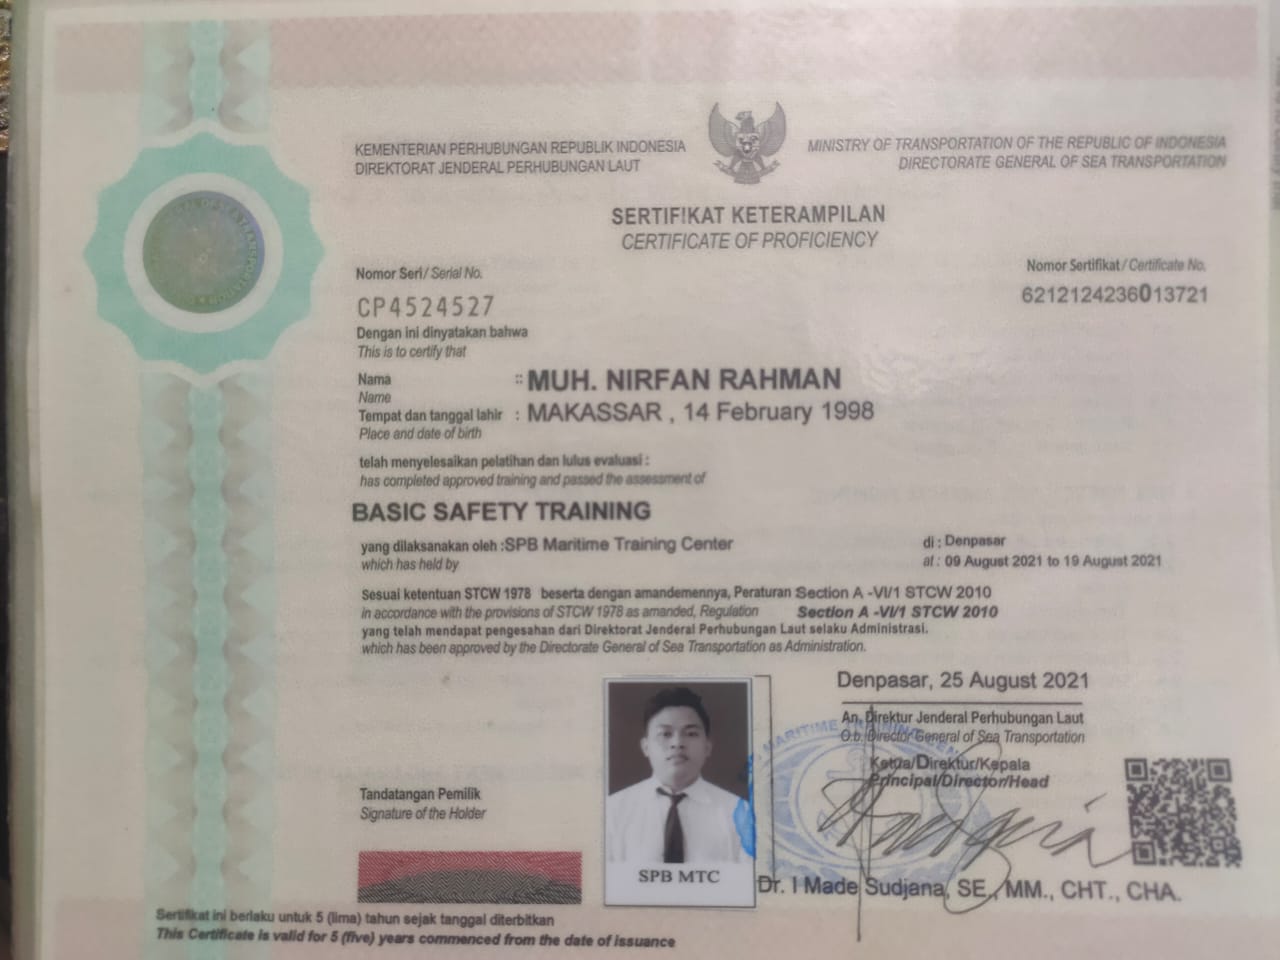 KEMENTERIAN PERHUBUNGAN REPUBLIK INDONESIA
DIREKTORAT JENDERAL PERHUBUNGAN LAUT
MINISTRY OF TRANSPORTATION OF THE REPUBLIC OF INDONESIA
DIRECTORATE GENERAL OF SEA TRANSPORTATION
SERTIFIKAT KETERAMPILAN
CERTIFICATE OF PROFICIENCY
Nomor Seri / Serial No.
CP4524527
Nomor Sertifikat / Certificate No.
6212124236013721
Dengan ini dinyatakan bahwa
This is to certify that
Nama :: MUH. NIRFAN RAHMAN
Name
Tempat dan tanggal lahir : MAKASSAR , 14 February 1998
Place and date of birth
telah menyelesaikan pelatihan dan lulus evaluasi :
has completed approved training and passed the assessment of
BASIC SAFETY TRAINING
yang dilaksanakan oleh :SPB Maritime Training Center di : Denpasar
which has held by at : 09 August 2021 to 19 August 2021
Sesuai ketentuan STCW 1978 beserta dengan amandemennya, Peraturan Section A -VI/1 STCW 2010
in accordance with the provisions of STCW 1978 as amanded, Regulation Section A -VI/1 STCW 2010
yang telah mendapat pengesahan dari Direktorat Jenderal Perhubungan Laut selaku Administrasi.
which has been approved by the Directorate General of Sea Transportation as Administration.
Denpasar, 25 August 2021
An. Direktur Jenderal Perhubungan Laut
O.b. Director General of Sea Transportation
Ketua/Direktur/Kepala
Principal/Director/Head
MARITIME TRAINING CEN
Tandatangan Pemilik
Signature of the Holder
SPB MTC
Dr. I Made Sudjana, SE., MM., CHT., CHA.
Sertifikat ini berlaku untuk 5 (lima) tahun sejak tanggal diterbitkan
This Certificate is valid for 5 (five) years commenced from the date of issuance